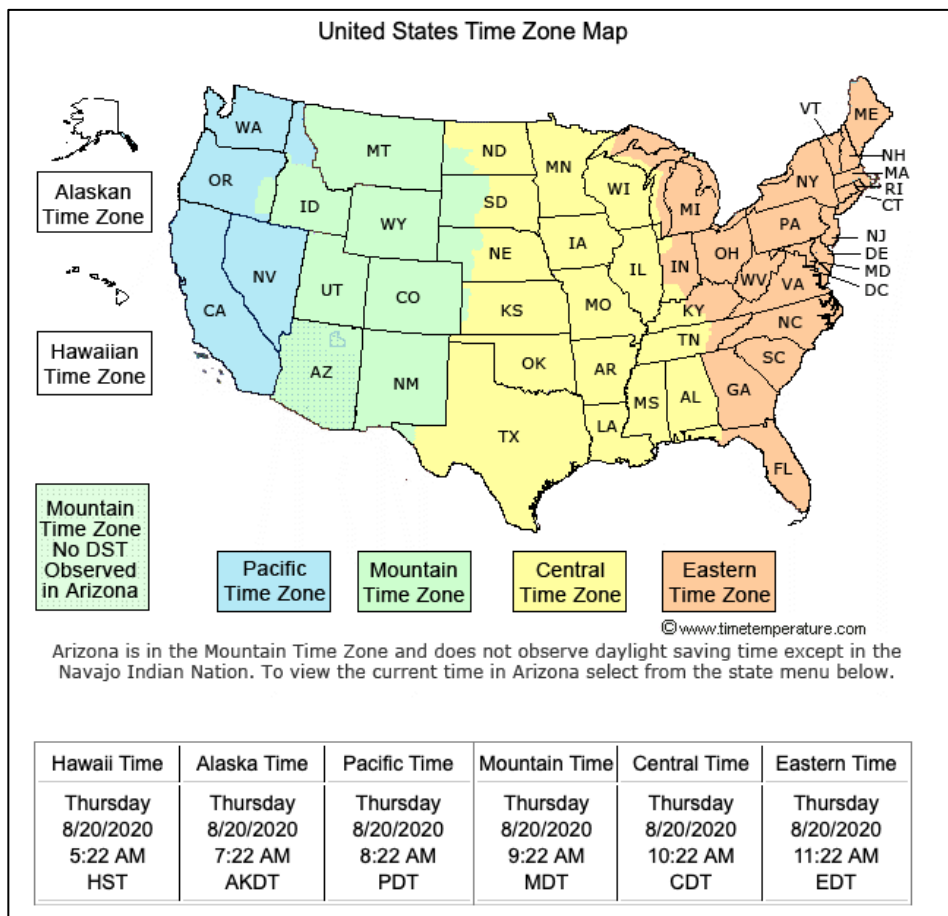 United States Time Zone Map
Alaskan
Time Zone
Hawaiian
Time Zone
Mountain
Time Zone
No DST
Observed
in Arizona
WA
OR
CA
NV
ID
MT
WY
UT
CO
AZ
NM
ND
SD
NE
KS
OK
TX
MN
IA
MO
AR
LA
WI
IL
MS
AL
TN
KY
IN
MI
OH
WV
VA
NC
SC
GA
FL
PA
NY
VT
ME
NH
MA
RI
CT
NJ
DE
MD
DC
Pacific
Time Zone
Mountain
Time Zone
Central
Time Zone
Eastern
Time Zone
©www.timetemperature.com
Arizona is in the Mountain Time Zone and does not observe daylight saving time except in the
Navajo Indian Nation. To view the current time in Arizona select from the state menu below.
Hawaii Time Alaska Time Pacific Time Mountain Time Central Time Eastern Time
Thursday Thursday Thursday Thursday Thursday Thursday
8/20/2020 8/20/2020 8/20/2020 8/20/2020 8/20/2020 8/20/2020
5:22 AM 7:22 AM 8:22 AM 9:22 AM 10:22 AM 11:22 AM
HST AKDT PDT MDT CDT EDT